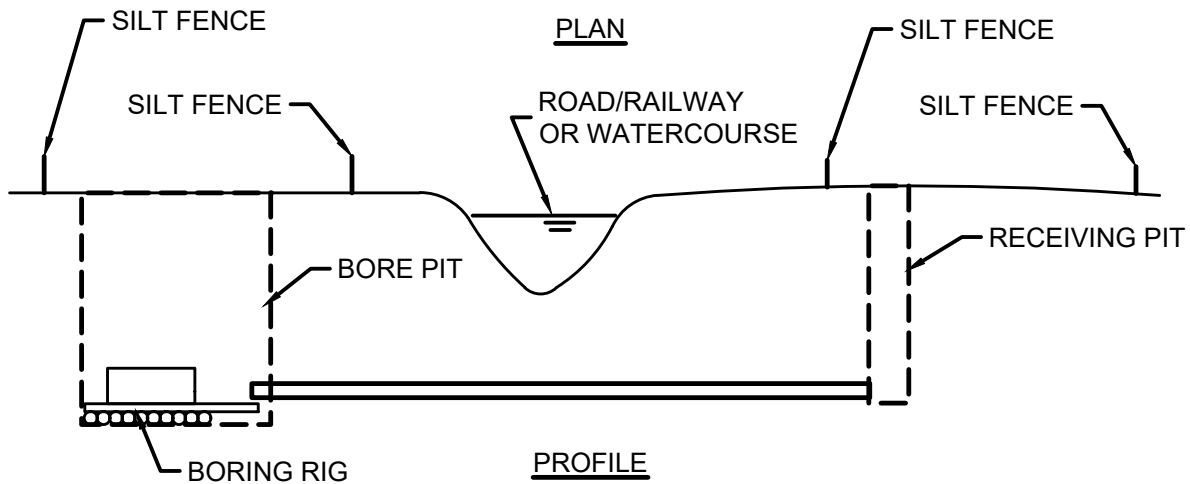 SILT FENCE
PLAN
SILT FENCE
SILT FENCE
ROAD/RAILWAY
OR WATERCOURSE
SILT FENCE
RECEIVING PIT
BORE PIT
BORING RIG
PROFILE